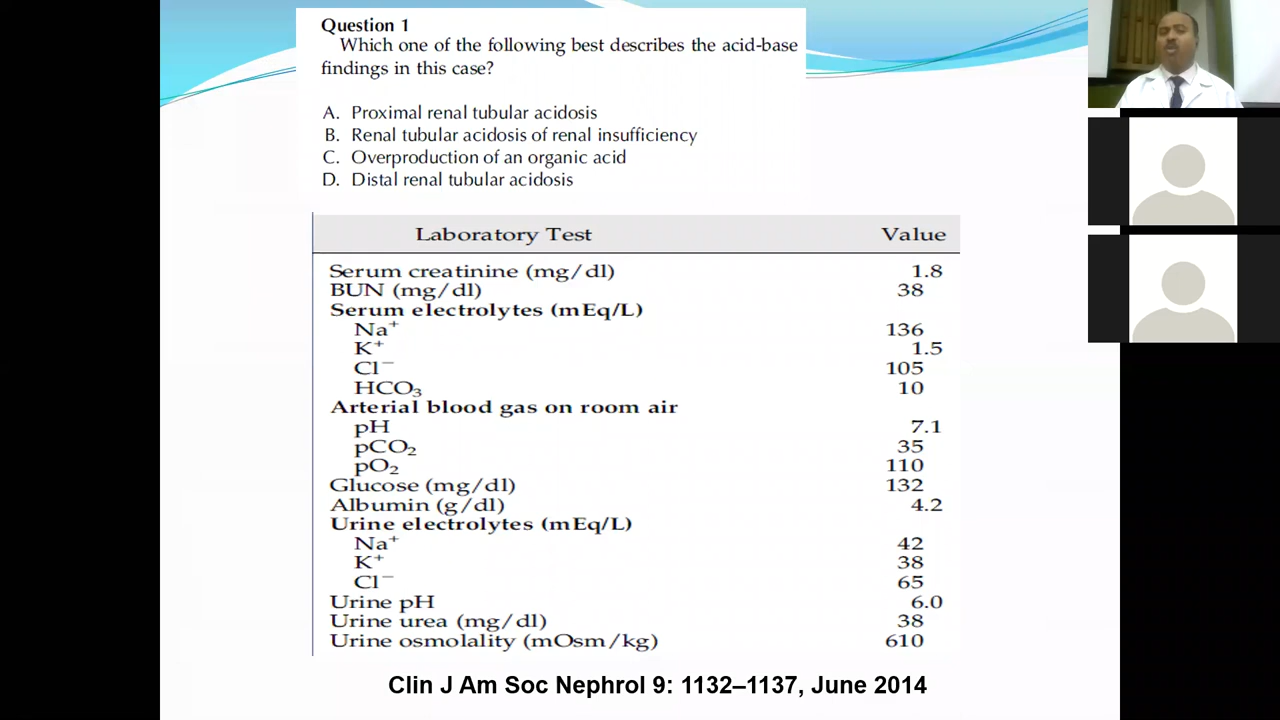 Question 1
Which one of the following best describes the acid-base
findings in this case?
A. Proximal renal tubular acidosis
B. Renal tubular acidosis of renal insufficiency
C. Overproduction of an organic acid
D. Distal renal tubular acidosis
Laboratory Test Value
Serum creatinine (mg/dl) 1.8
BUN (mg/dl) 38
Serum electrolytes (mEq/L)
Na⁺ 136
K⁺ 1.5
Cl⁻ 105
HCO₃ 10
Arterial blood gas on room air
pH 7.1
pCO₂ 35
pO₂ 110
Glucose (mg/dl) 132
Albumin (g/dl) 4.2
Urine electrolytes (mEq/L)
Na⁺ 42
K⁺ 38
Cl⁻ 65
Urine pH 6.0
Urine urea (mg/dl) 38
Urine osmolality (mOsm/kg) 610
Clin J Am Soc Nephrol 9: 1132–1137, June 2014